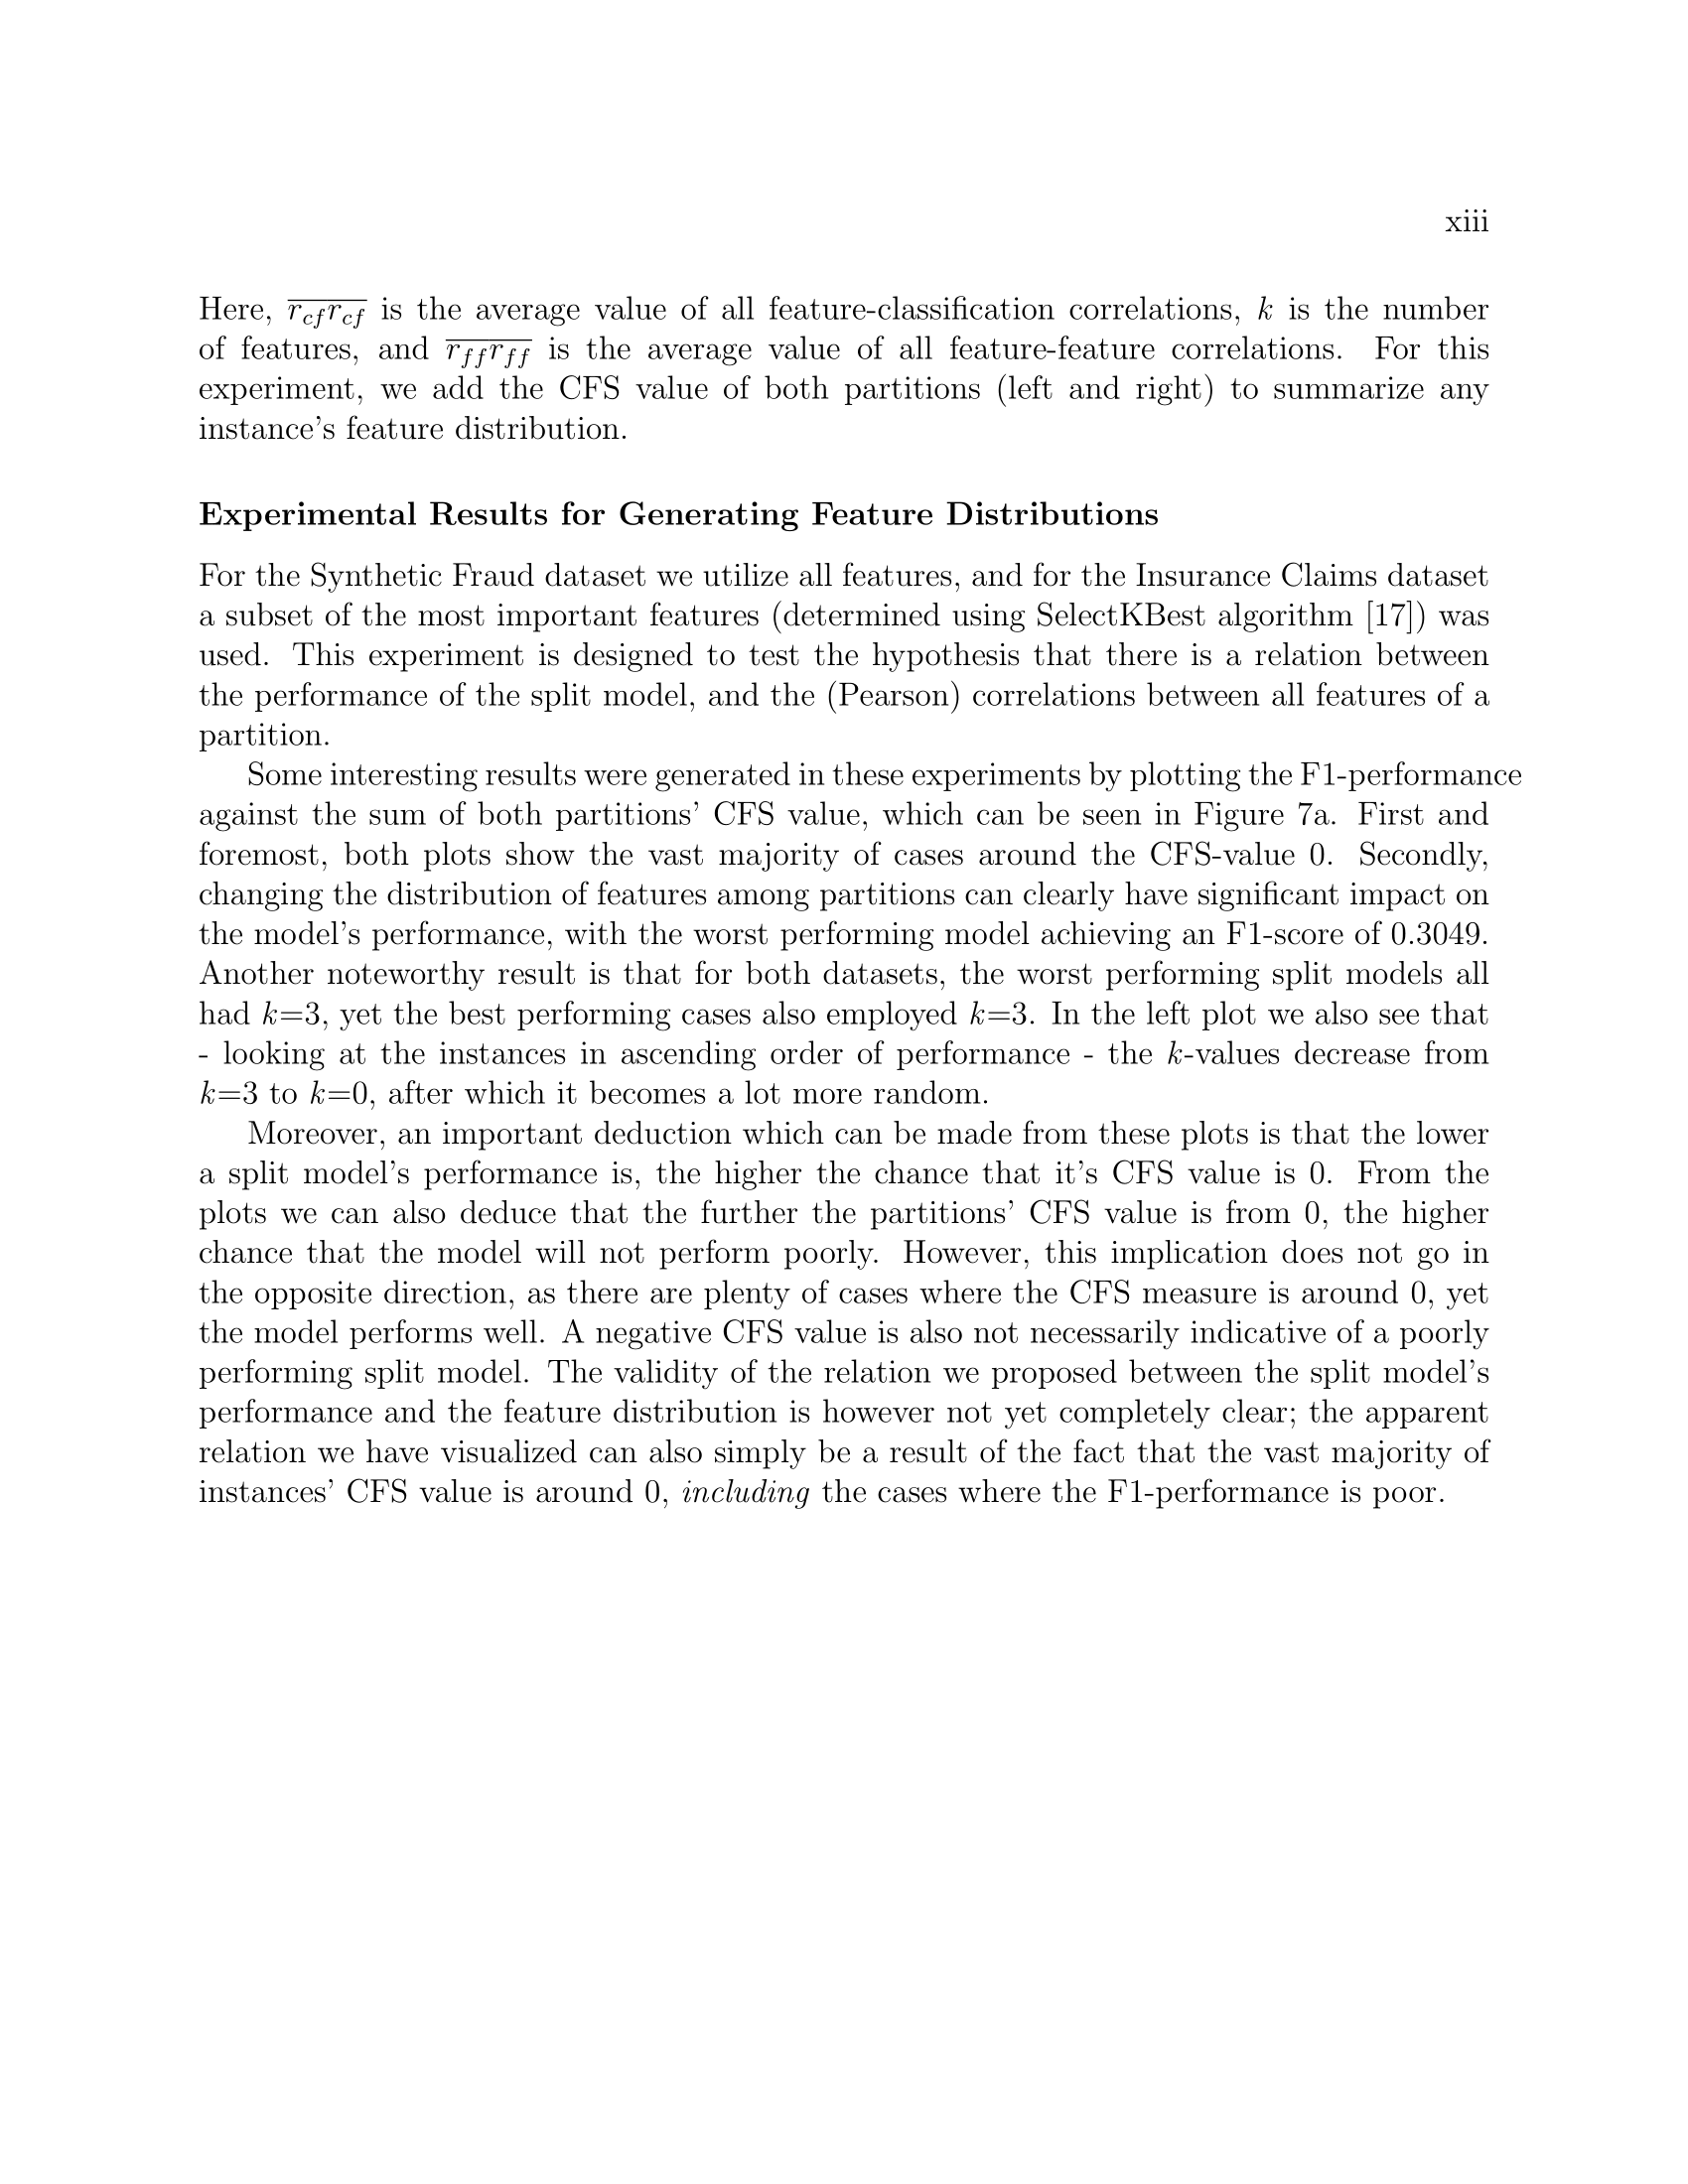 xiii
Here, $\overline{r_{cf}r_{cf}}$ is the average value of all feature-classification correlations, k is the number
of features, and $\overline{r_{ff}r_{ff}}$ is the average value of all feature-feature correlations. For this
experiment, we add the CFS value of both partitions (left and right) to summarize any
instance's feature distribution.
Experimental Results for Generating Feature Distributions
For the Synthetic Fraud dataset we utilize all features, and for the Insurance Claims dataset
a subset of the most important features (determined using SelectKBest algorithm [17]) was
used. This experiment is designed to test the hypothesis that there is a relation between
the performance of the split model, and the (Pearson) correlations between all features of a
partition.
Some interesting results were generated in these experiments by plotting the F1-performance
against the sum of both partitions' CFS value, which can be seen in Figure 7a. First and
foremost, both plots show the vast majority of cases around the CFS-value 0. Secondly,
changing the distribution of features among partitions can clearly have significant impact on
the model's performance, with the worst performing model achieving an F1-score of 0.3049.
Another noteworthy result is that for both datasets, the worst performing split models all
had k=3, yet the best performing cases also employed k=3. In the left plot we also see that
- looking at the instances in ascending order of performance - the k-values decrease from
k=3 to k=0, after which it becomes a lot more random.
Moreover, an important deduction which can be made from these plots is that the lower
a split model's performance is, the higher the chance that it's CFS value is 0. From the
plots we can also deduce that the further the partitions' CFS value is from 0, the higher
chance that the model will not perform poorly. However, this implication does not go in
the opposite direction, as there are plenty of cases where the CFS measure is around 0, yet
the model performs well. A negative CFS value is also not necessarily indicative of a poorly
performing split model. The validity of the relation we proposed between the split model's
performance and the feature distribution is however not yet completely clear; the apparent
relation we have visualized can also simply be a result of the fact that the vast majority of
instances' CFS value is around 0, including the cases where the F1-performance is poor.